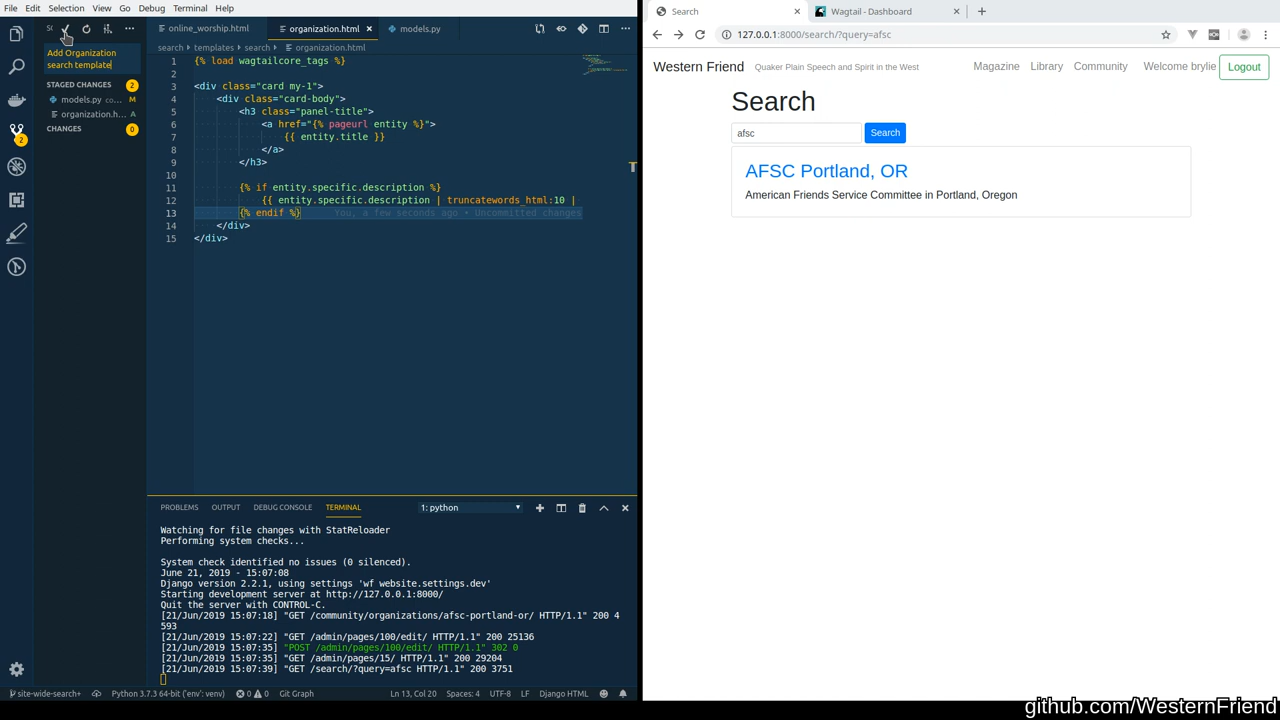 File Edit Selection View Go Debug Terminal Help
Add Organization
search template
STAGED CHANGES 2
models.py co... M
organization.h... A
CHANGES 0
2
online_worship.html organization.html models.py
search › templates › search › organization.html
1 {% load wagtailcore_tags %}
2
3 <div class="card my-1">
4 <div class="card-body">
5 <h3 class="panel-title">
6 <a href="{% pageurl entity %}">
7 {{ entity.title }}
8 </a>
9 </h3>
10
11 {% if entity.specific.description %}
12 {{ entity.specific.description | truncatewords_html:10 |
13 {% endif %} You, a few seconds ago • Uncommitted changes
14 </div>
15 </div>
PROBLEMS OUTPUT DEBUG CONSOLE TERMINAL 1: python
Watching for file changes with StatReloader
Performing system checks...
System check identified no issues (0 silenced).
June 21, 2019 - 15:07:08
Django version 2.2.1, using settings 'wf_website.settings.dev'
Starting development server at http://127.0.0.1:8000/
Quit the server with CONTROL-C.
[21/Jun/2019 15:07:18] "GET /community/organizations/afsc-portland-or/ HTTP/1.1" 200 4
593
[21/Jun/2019 15:07:22] "GET /admin/pages/100/edit/ HTTP/1.1" 200 25136
[21/Jun/2019 15:07:35] "POST /admin/pages/100/edit/ HTTP/1.1" 302 0
[21/Jun/2019 15:07:35] "GET /admin/pages/15/ HTTP/1.1" 200 29204
[21/Jun/2019 15:07:39] "GET /search/?query=afsc HTTP/1.1" 200 3751
site-wide-search+ Python 3.7.3 64-bit ('env': venv) 0 0 Git Graph Ln 13, Col 20 Spaces: 4 UTF-8 LF Django HTML
Search Wagtail - Dashboard
127.0.0.1:8000/search/?query=afsc
Western Friend Quaker Plain Speech and Spirit in the West Magazine Library Community Welcome brylie Logout
Search
afsc Search
AFSC Portland, OR
American Friends Service Committee in Portland, Oregon
github.com/WesternFriend